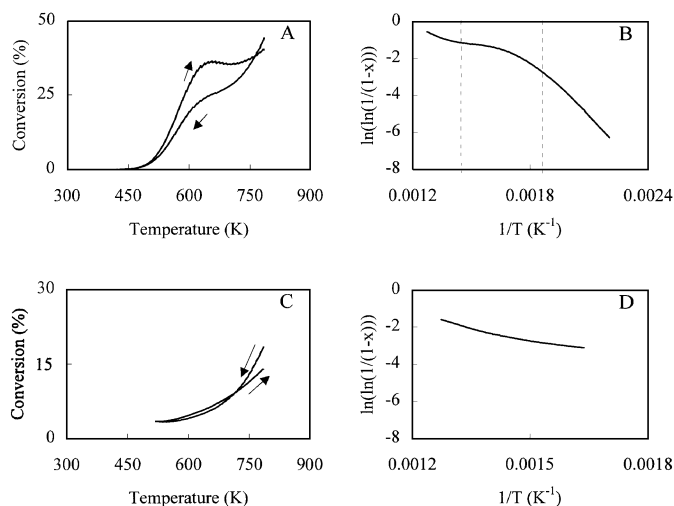 A
Conversion (%)
50
25
0
300 450 600 750 900
Temperature (K)
B
ln(ln(1/(1-x)))
0
-2
-4
-6
-8
0.0012 0.0018 0.0024
1/T (K-1)
C
Conversion (%)
30
15
0
300 450 600 750 900
Temperature (K)
D
ln(ln(1/(1-x)))
0
-2
-4
-6
-8
0.0012 0.0015 0.0018
1/T (K-1)